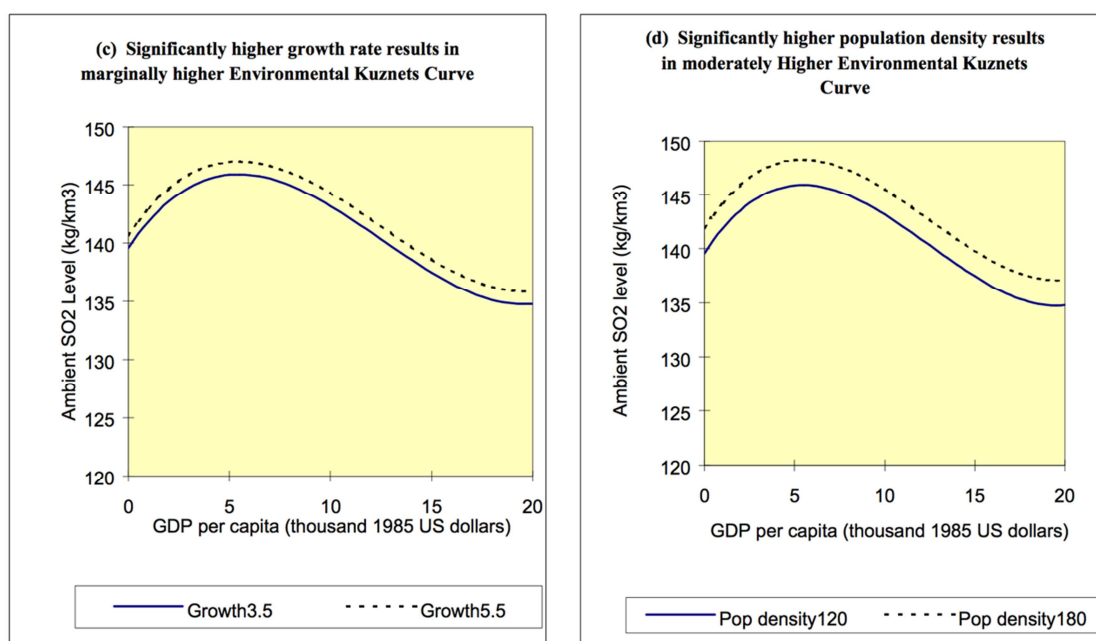 (c) Significantly higher growth rate results in
marginally higher Environmental Kuznets Curve
150
145
140
135
130
125
120
Ambient SO2 Level (kg/km3)
0 5 10 15 20
GDP per capita (thousand 1985 US dollars)
Growth3.5 Growth5.5
(d) Significantly higher population density results
in moderately Higher Environmental Kuznets
Curve
150
145
140
135
130
125
120
Ambient SO2 level (kg/km3)
0 5 10 15 20
GDP per capita (thousand 1985 US dollars)
Pop density120 Pop density180